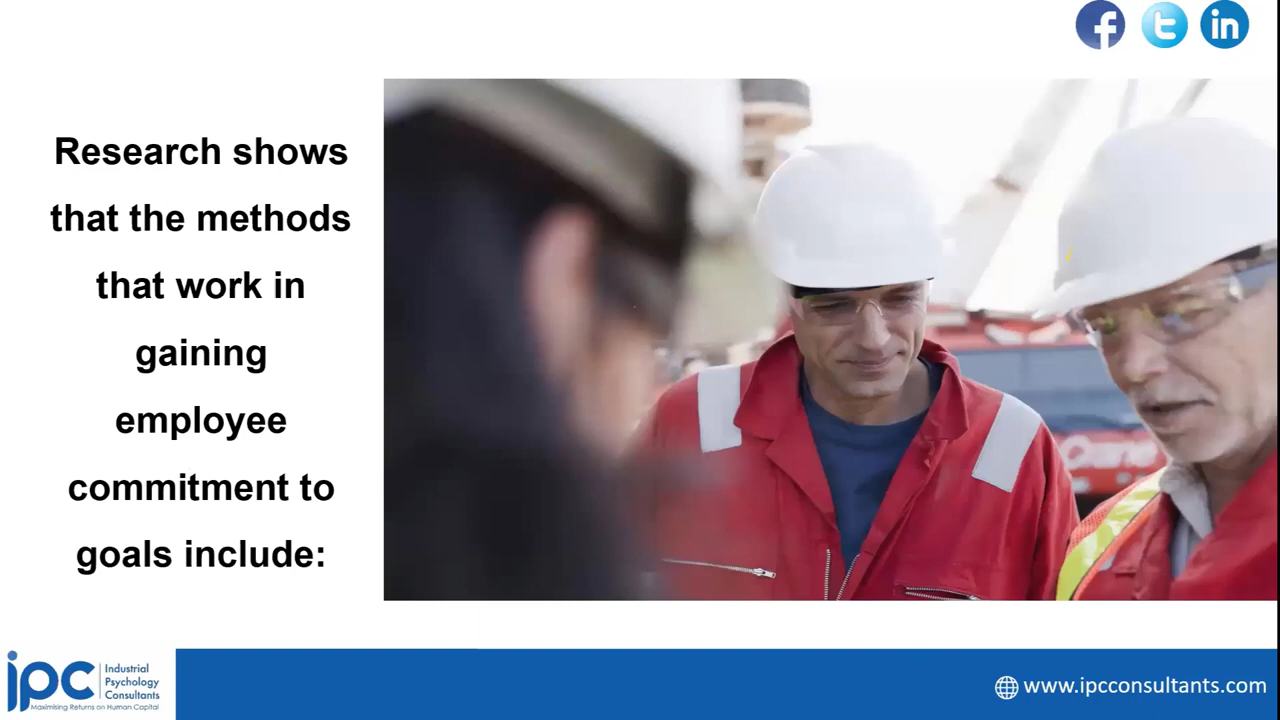 Research shows
that the methods
that work in
gaining
employee
commitment to
goals include:
ipc
Industrial
Psychology
Consultants
Maximising Returns on Human Capital
www.ipcconsultants.com